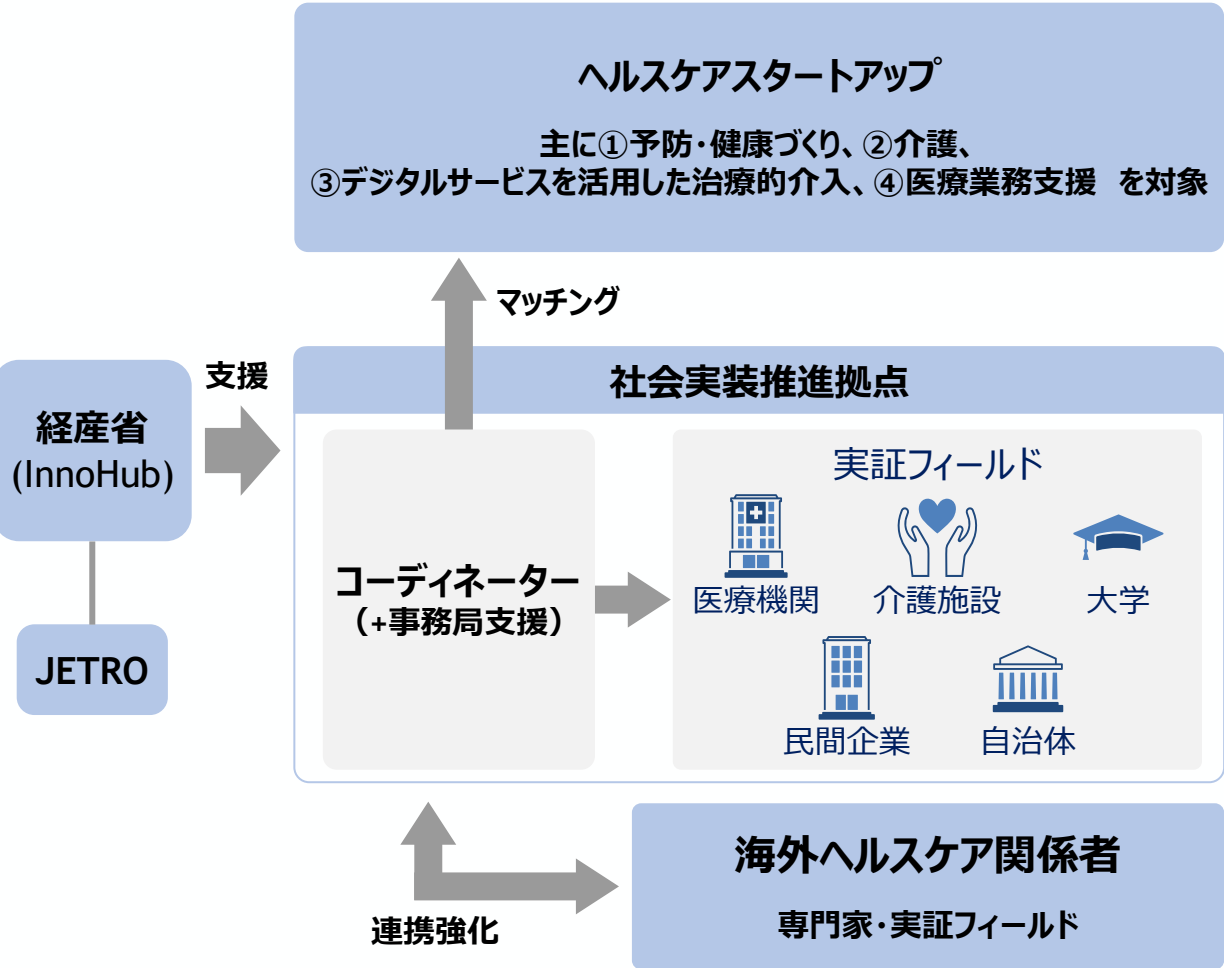 ヘルスケアスタートアップ
主に①予防・健康づくり、②介護、
③デジタルサービスを活用した治療的介入、④医療業務支援　を対象
マッチング
支援
経産省
(InnoHub)
JETRO
社会実装推進拠点
コーディネーター
（+事務局支援）
実証フィールド
医療機関
介護施設
大学
民間企業
自治体
連携強化
海外ヘルスケア関係者
専門家・実証フィールド